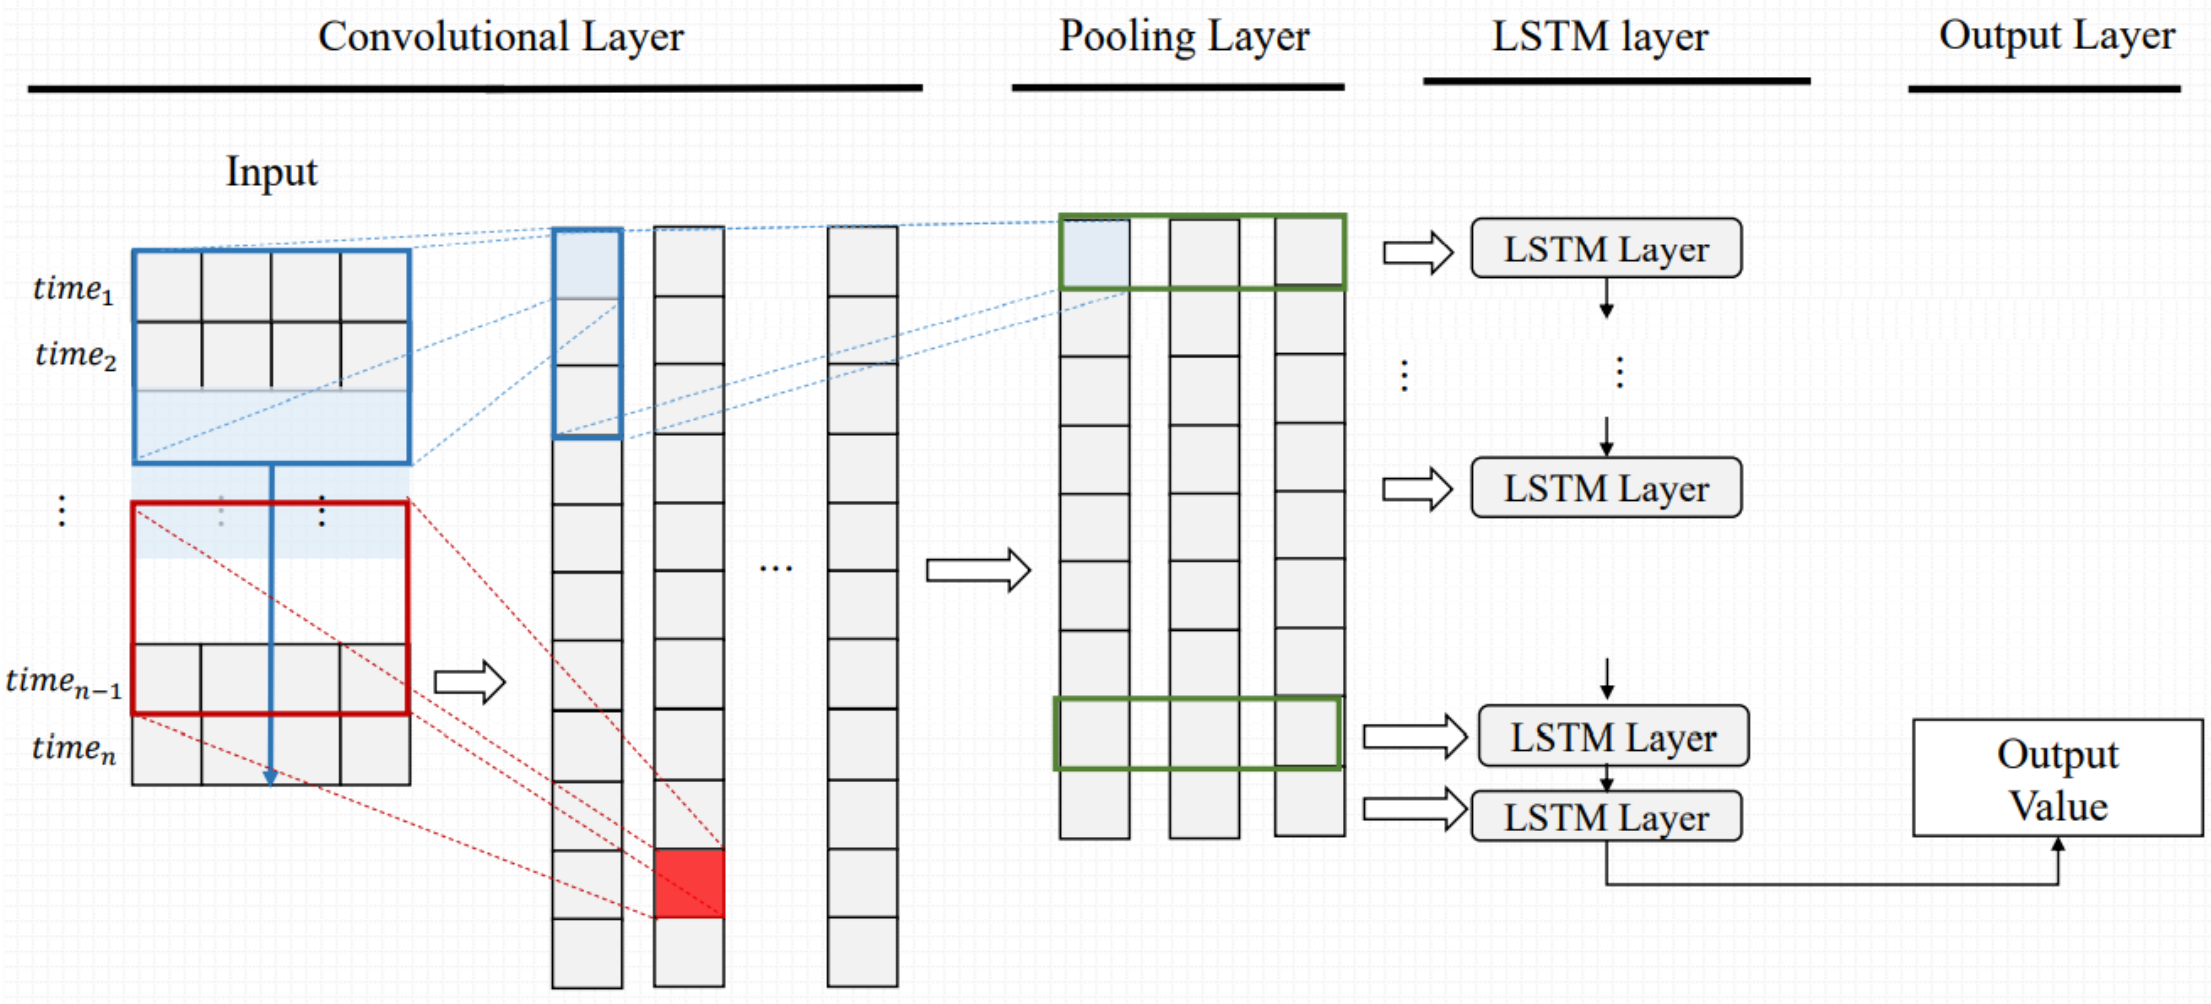 Convolutional Layer
Pooling Layer
LSTM layer
Output Layer
Input
time₁
time₂
⋮ ⋮ ⋮
timeₙ₋₁
timeₙ
...
LSTM Layer
⋮ ⋮
LSTM Layer
LSTM Layer
LSTM Layer
Output
Value